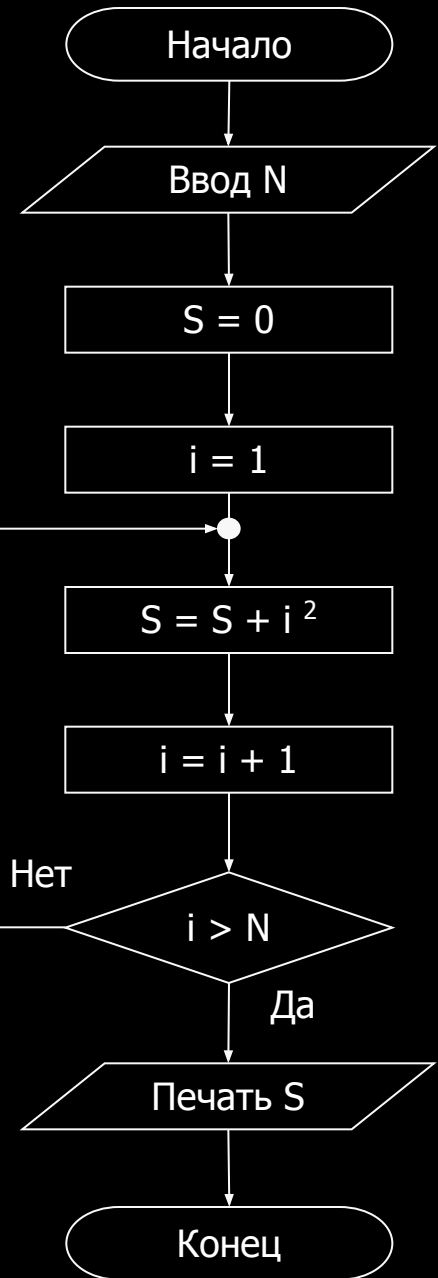 Начало
Ввод N
S = 0
i = 1
S = S + i ²
i = i + 1
Нет
i > N
Да
Печать S
Конец